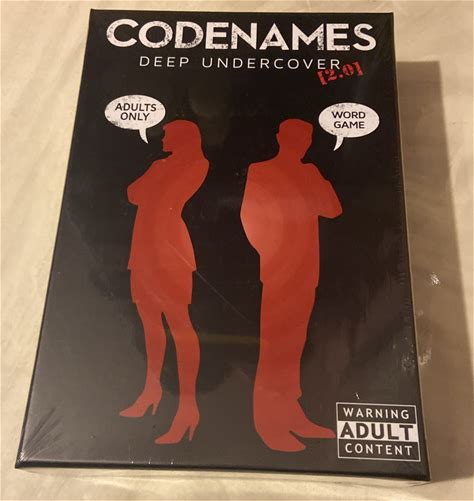 CODENAMES
DEEP UNDERCOVER
[2.0]
ADULTS
ONLY
WORD
GAME
WARNING
ADULT
CONTENT